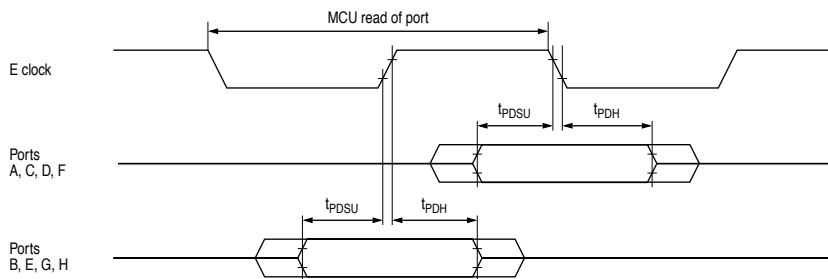 MCU read of port
E clock
tPDSU
tPDH
Ports
A, C, D, F
tPDSU
tPDH
Ports
B, E, G, H